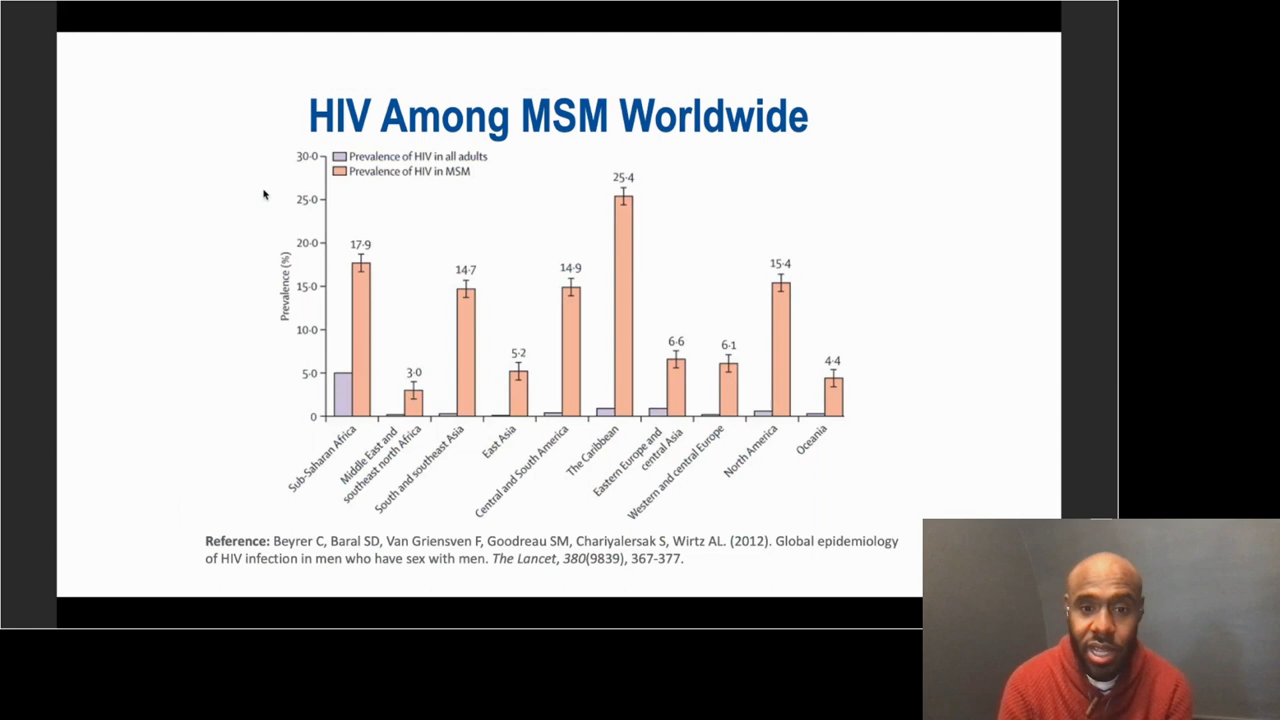 HIV Among MSM Worldwide
Prevalence of HIV in all adults
Prevalence of HIV in MSM
Prevalence (%)
30·0
25·0
20·0
15·0
10·0
5·0
0
17·9
3·0
14·7
5·2
14·9
25·4
6·6
6·1
15·4
4·4
Sub-Saharan Africa
Middle East and
southeast north Africa
South and southeast Asia
East Asia
Central and South America
The Caribbean
Eastern Europe and
central Asia
Western and central Europe
North America
Oceania
Reference: Beyrer C, Baral SD, Van Griensven F, Goodreau SM, Chariyalersak S, Wirtz AL. (2012). Global epidemiology
of HIV infection in men who have sex with men. The Lancet, 380(9839), 367-377.